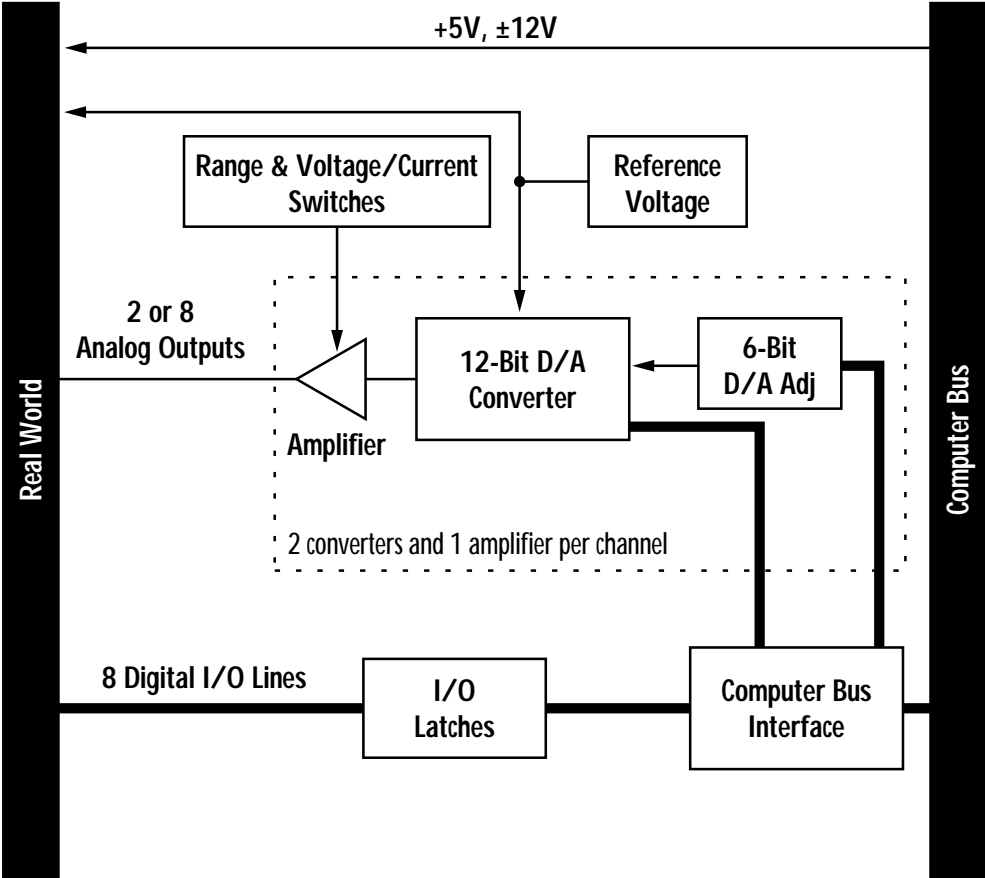 +5V, ±12V
Range & Voltage/Current
Switches
Reference
Voltage
2 or 8
Analog Outputs
12-Bit D/A
Converter
6-Bit
D/A Adj
Amplifier
Real World
Computer Bus
2 converters and 1 amplifier per channel
8 Digital I/O Lines
I/O
Latches
Computer Bus
Interface